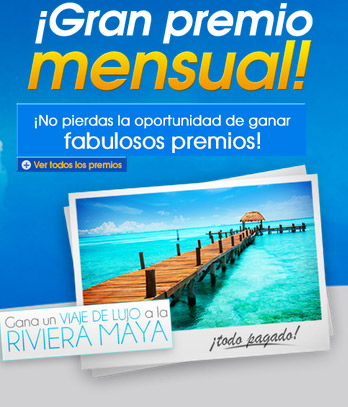 ¡Gran premio
mensual!
¡No pierdas la oportunidad de ganar
fabulosos premios!
Ver todos los premios
Gana un VIAJE DE LUJO a la
RIVIERA MAYA
¡todo pagado!